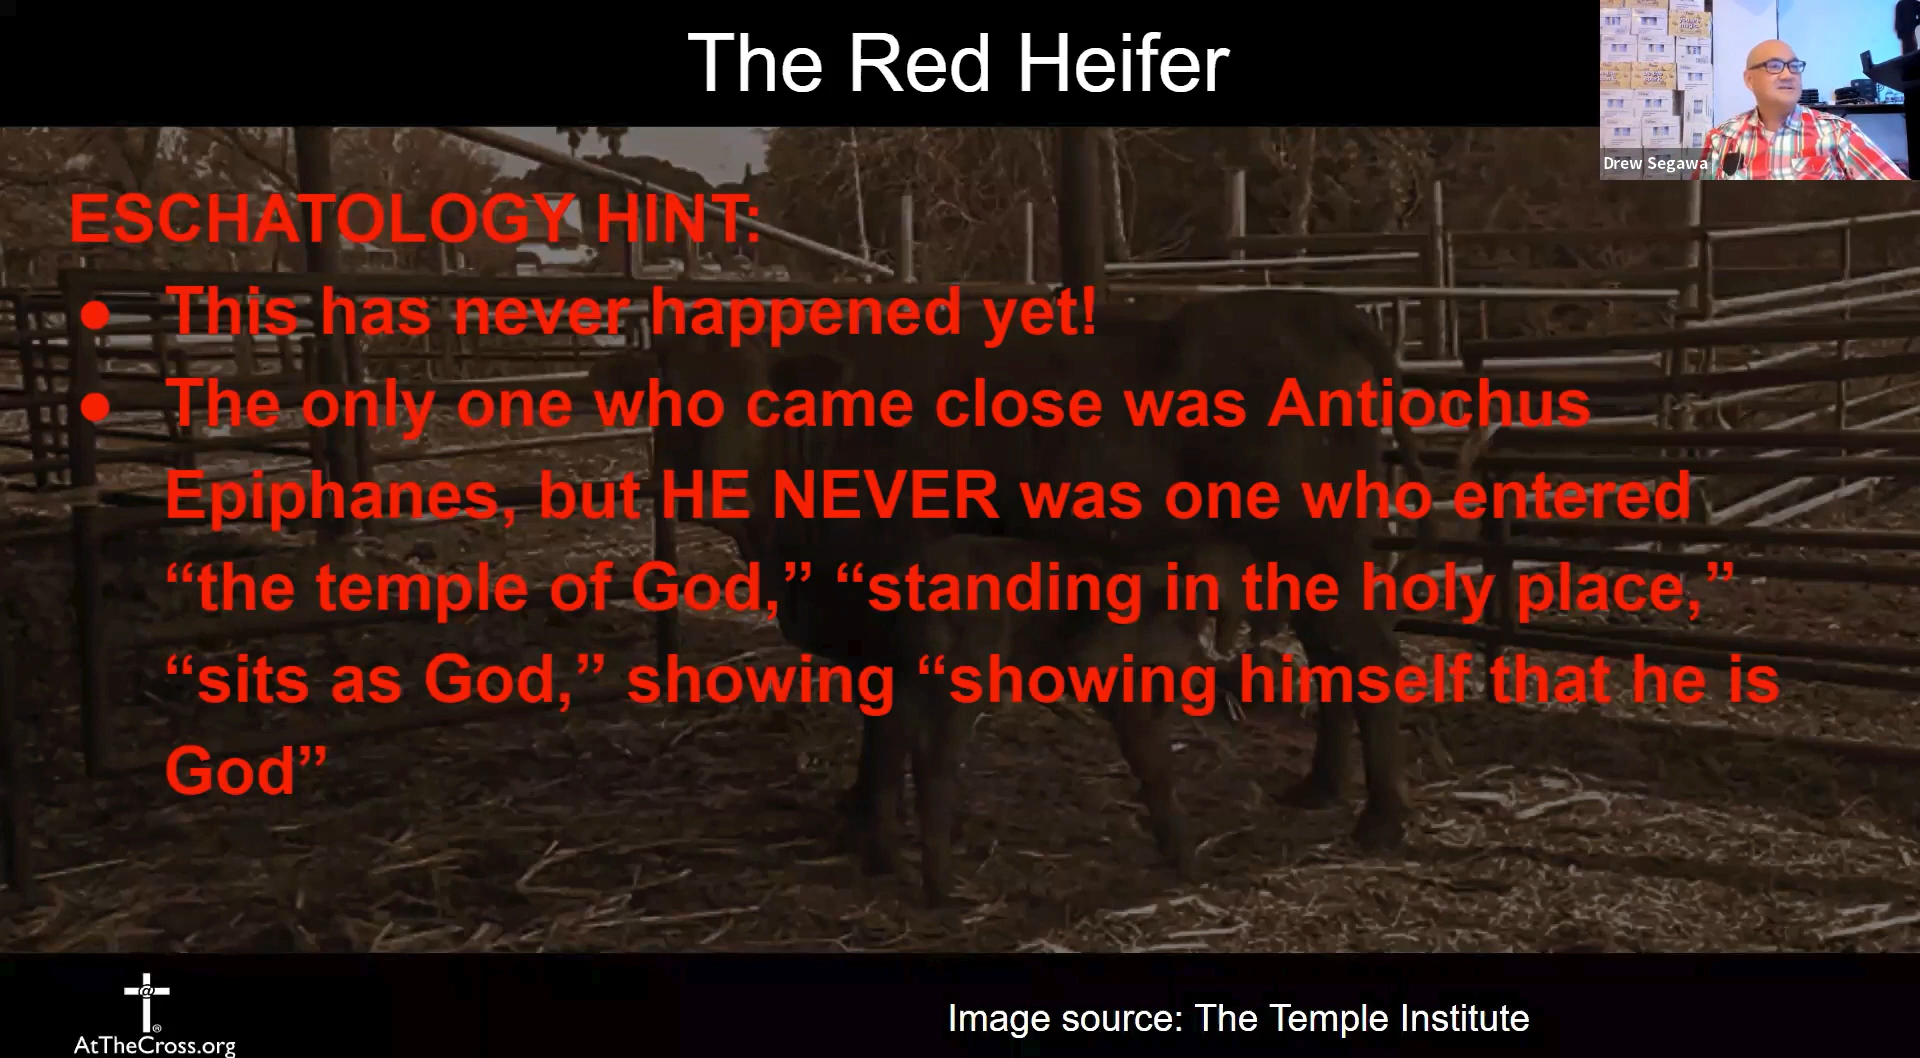 The Red Heifer
Drew Segawa
ESCHATOLOGY HINT:
● This has never happened yet!
● The only one who came close was Antiochus
Epiphanes, but HE NEVER was one who entered
“the temple of God,” “standing in the holy place,”
“sits as God,” showing “showing himself that he is
God”
@
®
AtTheCross.org
Image source: The Temple Institute